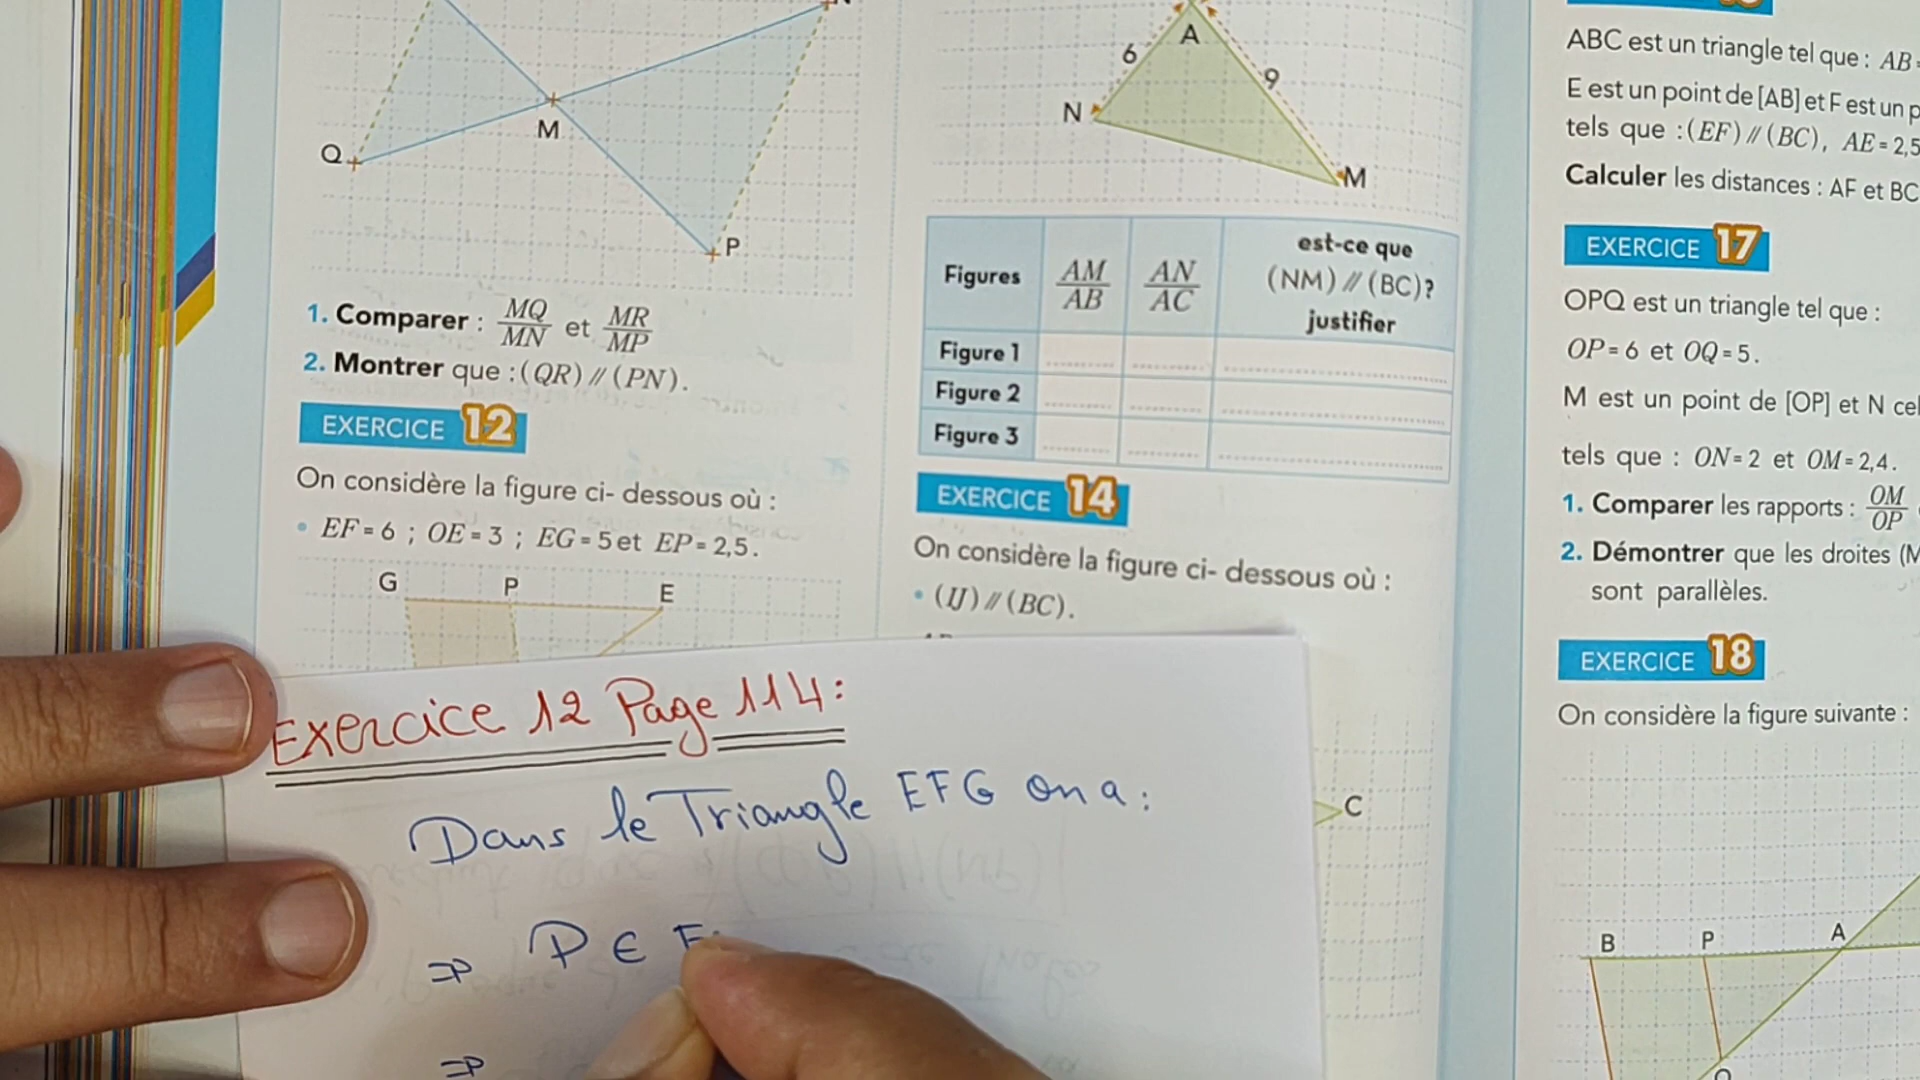 Q
M
P
1. Comparer : MQ/MN et MR/MP
2. Montrer que : (QR) // (PN).
EXERCICE 12
On considère la figure ci- dessous où :
• EF = 6 ; OE = 3 ; EG = 5 et EP = 2,5.
G P E
A
6
9
N
M
Figures AM/AB AN/AC est-ce que (NM) // (BC)? justifier
Figure 1
Figure 2
Figure 3
EXERCICE 14
On considère la figure ci- dessous où :
• (IJ) // (BC).
C
ABC est un triangle tel que : AB =
E est un point de [AB] et F est un p
tels que : (EF) // (BC), AE = 2,5
Calculer les distances : AF et BC
EXERCICE 17
OPQ est un triangle tel que :
OP = 6 et OQ = 5.
M est un point de [OP] et N cel
tels que : ON = 2 et OM = 2,4.
1. Comparer les rapports : OM/OP
2. Démontrer que les droites (M
sont parallèles.
EXERCICE 18
On considère la figure suivante :
B P A
Exercice 12 Page 114:
Dans le Triangle EFG on a:
⇒ P ∈ E
⇒